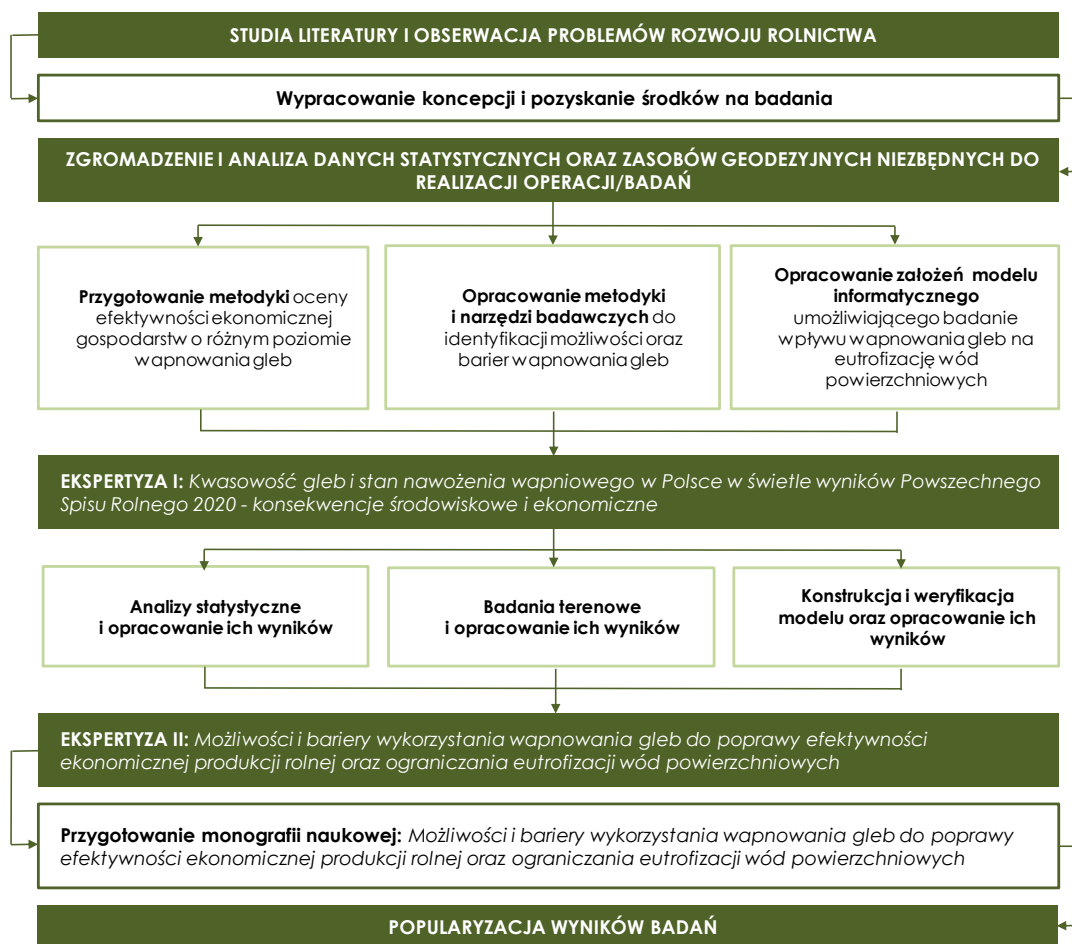 STUDIA LITERATURY I OBSERWACJA PROBLEMÓW ROZWOJU ROLNICTWA
Wypracowanie koncepcji i pozyskanie środków na badania
ZGROMADZENIE I ANALIZA DANYCH STATYSTYCZNYCH ORAZ ZASOBÓW GEODEZYJNYCH NIEZBĘDNYCH DO
REALIZACJI OPERACJI/BADAŃ
Przygotowanie metodyki oceny
efektywności ekonomicznej
gospodarstw o różnym poziomie
wapnowania gleb
Opracowanie metodyki
i narzędzi badawczych do
identyfikacji możliwości oraz
barier wapnowania gleb
Opracowanie założeń modelu
informatycznego
umożliwiającego badanie
wpływu wapnowania gleb na
eutrofizację wód
powierzchniowych
EKSPERTYZA I: Kwasowość gleb i stan nawożenia wapniowego w Polsce w świetle wyników Powszechnego
Spisu Rolnego 2020 - konsekwencje środowiskowe i ekonomiczne
Analizy statystyczne
i opracowanie ich wyników
Badania terenowe
i opracowanie ich wyników
Konstrukcja i weryfikacja
modelu oraz opracowanie ich
wyników
EKSPERTYZA II: Możliwości i bariery wykorzystania wapnowania gleb do poprawy efektywności
ekonomicznej produkcji rolnej oraz ograniczania eutrofizacji wód powierzchniowych
Przygotowanie monografii naukowej: Możliwości i bariery wykorzystania wapnowania gleb do poprawy
efektywności ekonomicznej produkcji rolnej oraz ograniczania eutrofizacji wód powierzchniowych
POPULARYZACJA WYNIKÓW BADAŃ